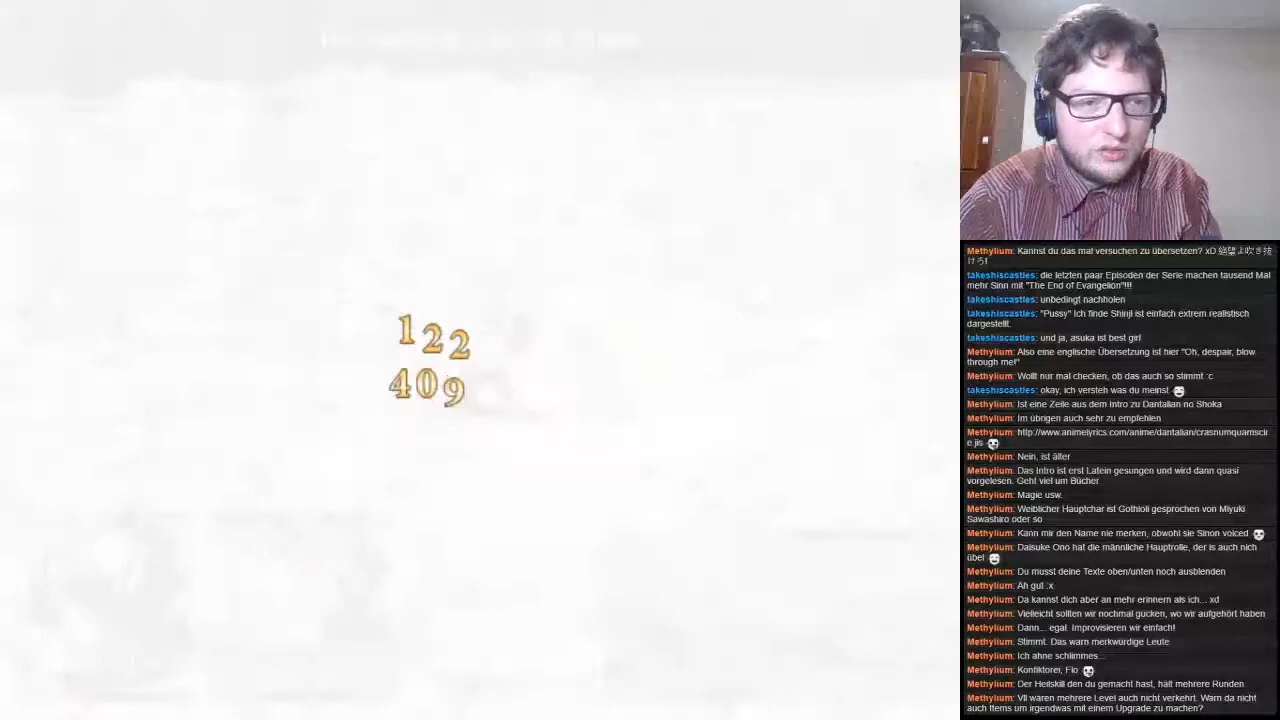 122
409
Methylium: Kannst du das mal versuchen zu übersetzen? xD 絶望よ吹き抜
けろ!
takeshiscastles: die letzten paar Episoden der Serie machen tausend Mal
mehr Sinn mit "The End of Evangelion"!!!
takeshiscastles: unbedingt nachholen
takeshiscastles: "Pussy" Ich finde Shinji ist einfach extrem realistisch
dargestellt.
takeshiscastles: und ja, asuka ist best girl
Methylium: Also eine englische Übersetzung ist hier "Oh, despair, blow
through me!"
Methylium: Wollt nur mal checken, ob das auch so stimmt :c
takeshiscastles: okay, ich versteh was du meinst
Methylium: Ist eine Zeile aus dem Intro zu Dantalian no Shoka
Methylium: Im übrigen auch sehr zu empfehlen
Methylium: http://www.animelyrics.com/anime/dantalian/crasnumquamscir
e.jis
Methylium: Nein, ist älter
Methylium: Das Intro ist erst Latein gesungen und wird dann quasi
vorgelesen. Geht viel um Bücher
Methylium: Magie usw.
Methylium: Weiblicher Hauptchar ist Gothloli gesprochen von Miyuki
Sawashiro oder so
Methylium: Kann mir den Name nie merken, obwohl sie Sinon voiced
Methylium: Daisuke Ono hat die männliche Hauptrolle, der is auch nich
übel
Methylium: Du musst deine Texte oben/unten noch ausblenden
Methylium: Ah gut :x
Methylium: Da kannst dich aber an mehr erinnern als ich... xd
Methylium: Vielleicht sollten wir nochmal gucken, wo wir aufgehört haben
Methylium: Dann... egal. Improvisieren wir einfach!
Methylium: Stimmt. Das warn merkwürdige Leute
Methylium: Ich ahne schlimmes...
Methylium: Konfiktorei, Flo
Methylium: Der Heilskill den du gemacht hast, hält mehrere Runden
Methylium: Vll wären mehrere Level auch nicht verkehrt. Warn da nicht
auch Items um irgendwas mit einem Upgrade zu machen?